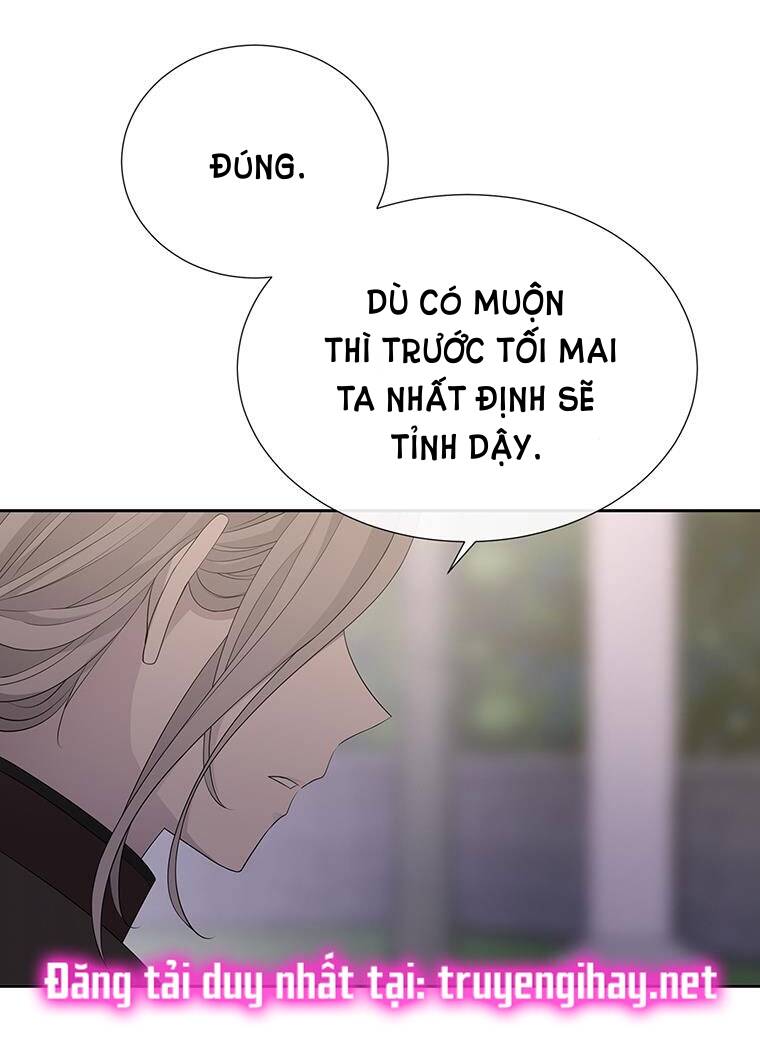 ĐÚNG.
DÙ CÓ MUỘN
THÌ TRƯỚC TỐI MAI
TA NHẤT ĐỊNH SẼ
TỈNH DẬY.
Đăng tải duy nhất tại: truyengihay.net